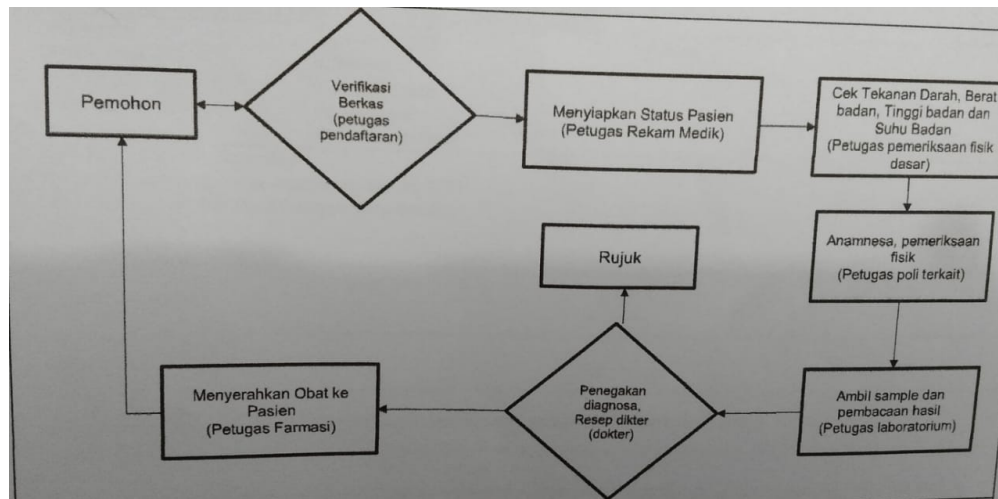 Pemohon
Verifikasi
Berkas
(petugas
pendaftaran)
Menyiapkan Status Pasien
(Petugas Rekam Medik)
Cek Tekanan Darah, Berat
badan, Tinggi badan dan
Suhu Badan
(Petugas pemeriksaan fisik
dasar)
Anamnesa, pemeriksaan
fisik
(Petugas poli terkait)
Ambil sample dan
pembacaan hasil
(Petugas laboratorium)
Penegakan
diagnosa,
Resep dikter
(dokter)
Rujuk
Menyerahkan Obat ke
Pasien
(Petugas Farmasi)